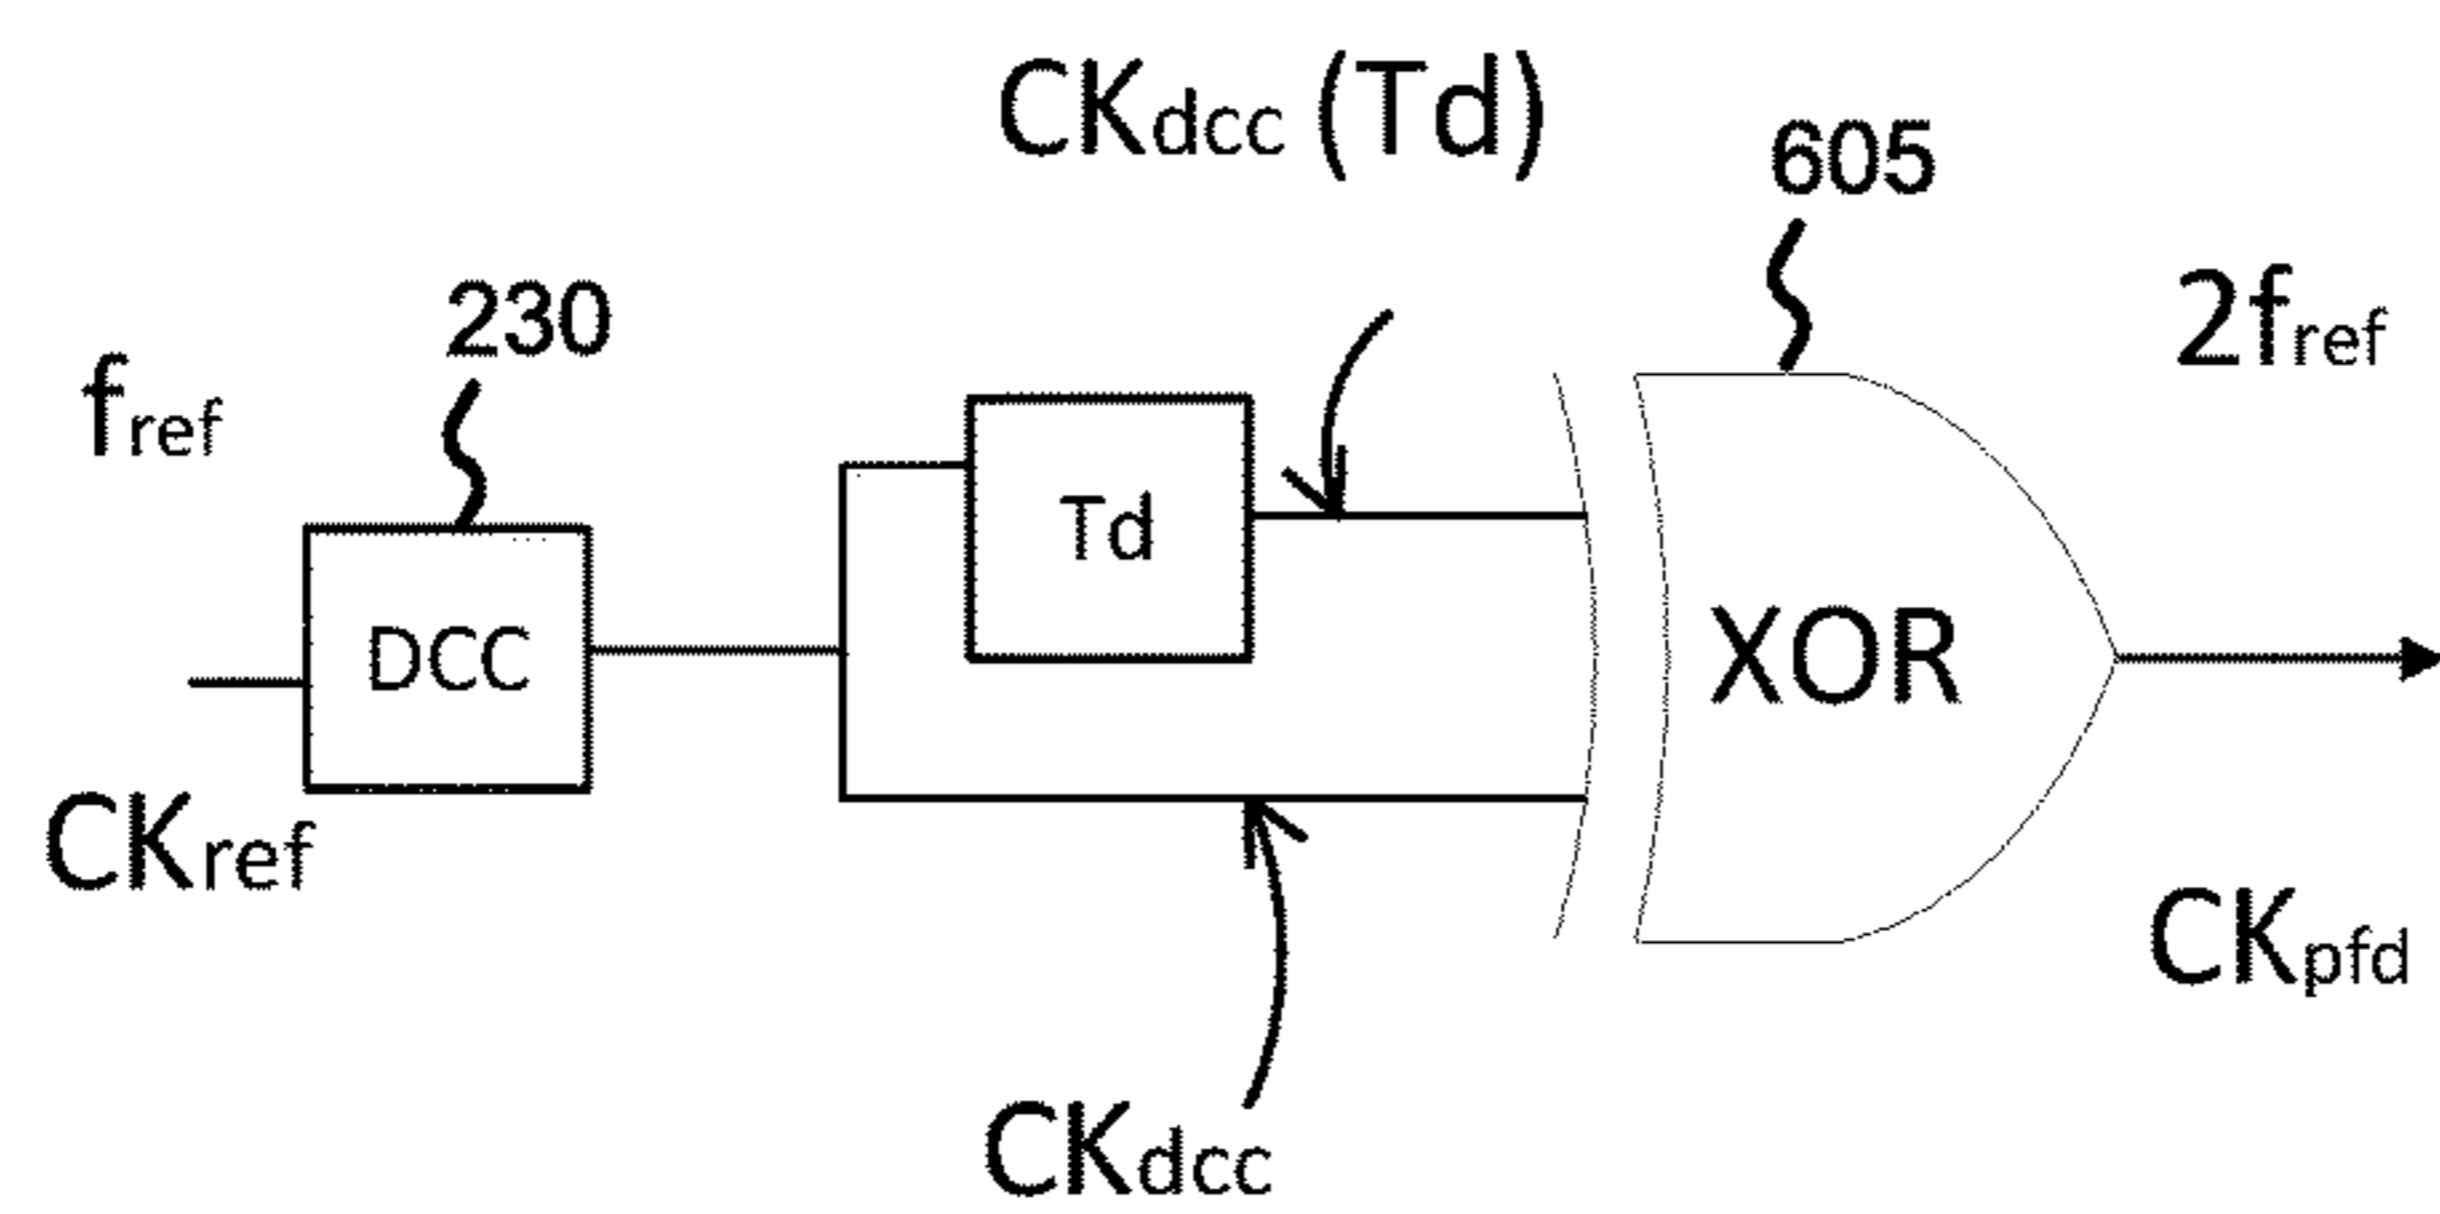 CKdcc (Td)
605
230
2fref
fref
Td
DCC
XOR
CKref
CKpfd
CKdcc